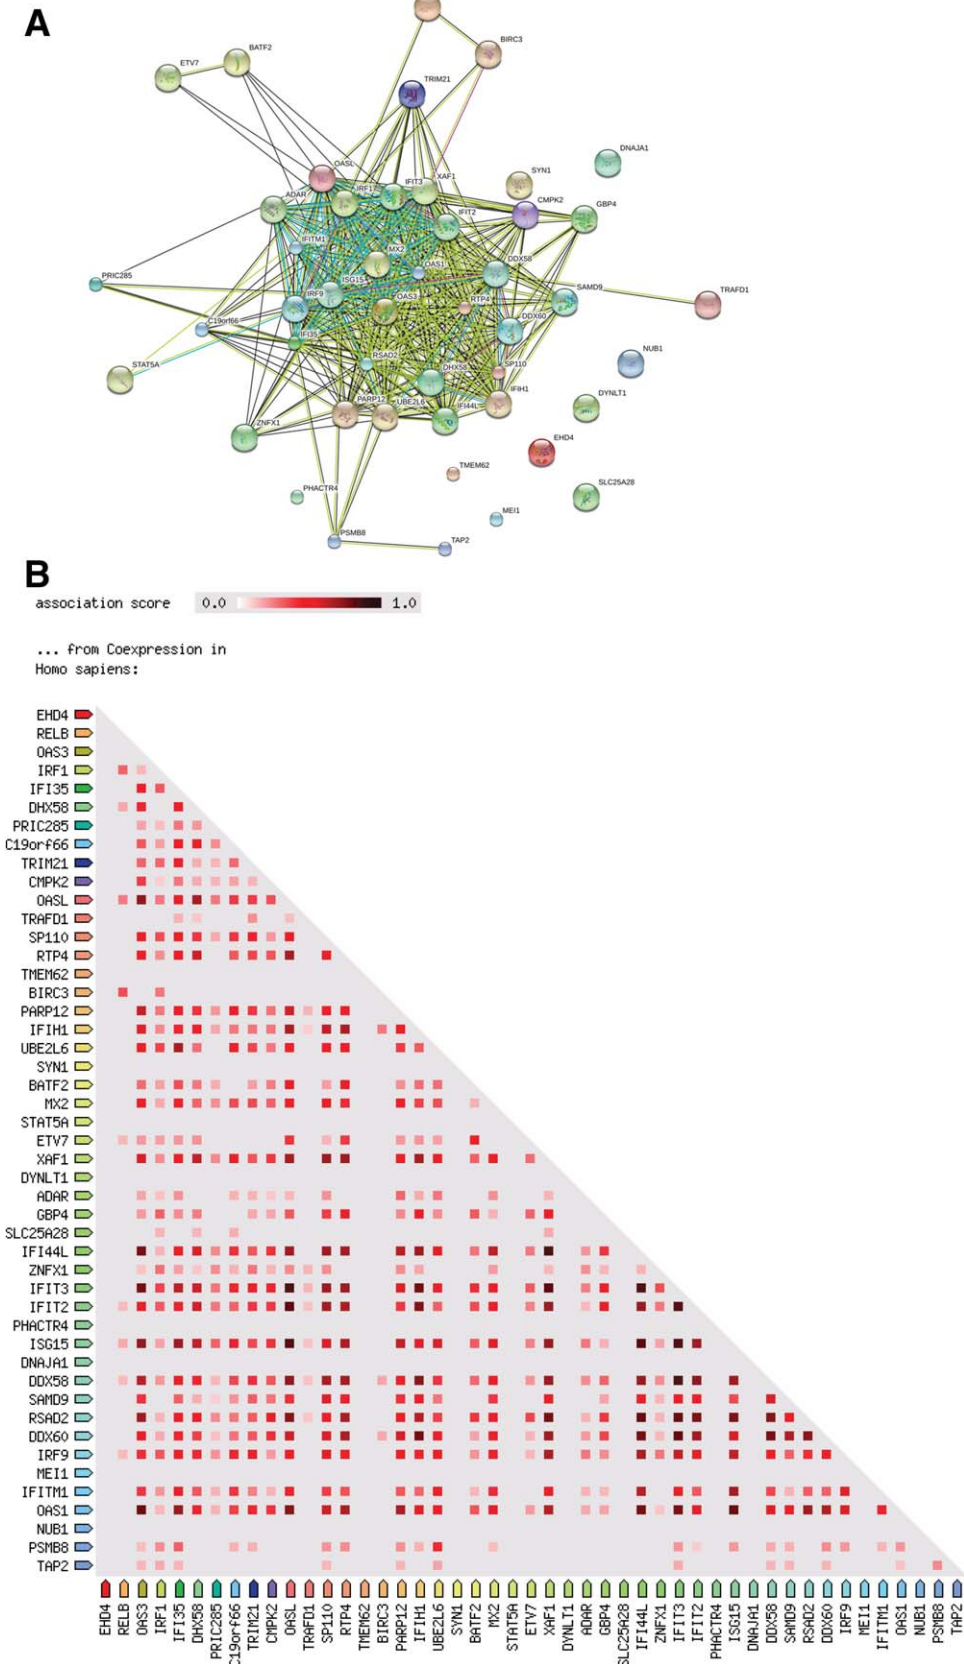 A
BIRC3
BATF2
ETV7
TRIM21
DNAJA1
OASL
SYN1
XAF1
IFIT3
IRF1
ADAR
CMPK2
GBP4
IFIT2
IFITM1
MX2
DDX58
OAS1
PRIC285
ISG15
SAMD9
TRAFD1
IRF9
OAS3
RTP4
C19orf66
DDX60
IFI35
NUB1
RSAD2
STAT5A
DHX58
SP110
IFIH1
DYNLT1
PARP12
UBE2L6
IFI44L
ZNFX1
EHD4
TMEM62
SLC25A28
PHACTR4
MEI1
PSMB8
TAP2
B
association score 0.0 1.0
... from Coexpression in
Homo sapiens:
EHD4
RELB
OAS3
IRF1
IFI35
DHX58
PRIC285
C19orf66
TRIM21
CMPK2
OASL
TRAFD1
SP110
RTP4
TMEM62
BIRC3
PARP12
IFIH1
UBE2L6
SYN1
BATF2
MX2
STAT5A
ETV7
XAF1
DYNLT1
ADAR
GBP4
SLC25A28
IFI44L
ZNFX1
IFIT3
IFIT2
PHACTR4
ISG15
DNAJA1
DDX58
SAMD9
RSAD2
DDX60
IRF9
MEI1
IFITM1
OAS1
NUB1
PSMB8
TAP2
EHD4
RELB
OAS3
IRF1
IFI35
DHX58
PRIC285
C19orf66
TRIM21
CMPK2
OASL
TRAFD1
SP110
RTP4
TMEM62
BIRC3
PARP12
IFIH1
UBE2L6
SYN1
BATF2
MX2
STAT5A
ETV7
XAF1
DYNLT1
ADAR
GBP4
SLC25A28
IFI44L
ZNFX1
IFIT3
IFIT2
PHACTR4
ISG15
DNAJA1
DDX58
SAMD9
RSAD2
DDX60
IRF9
MEI1
IFITM1
OAS1
NUB1
PSMB8
TAP2